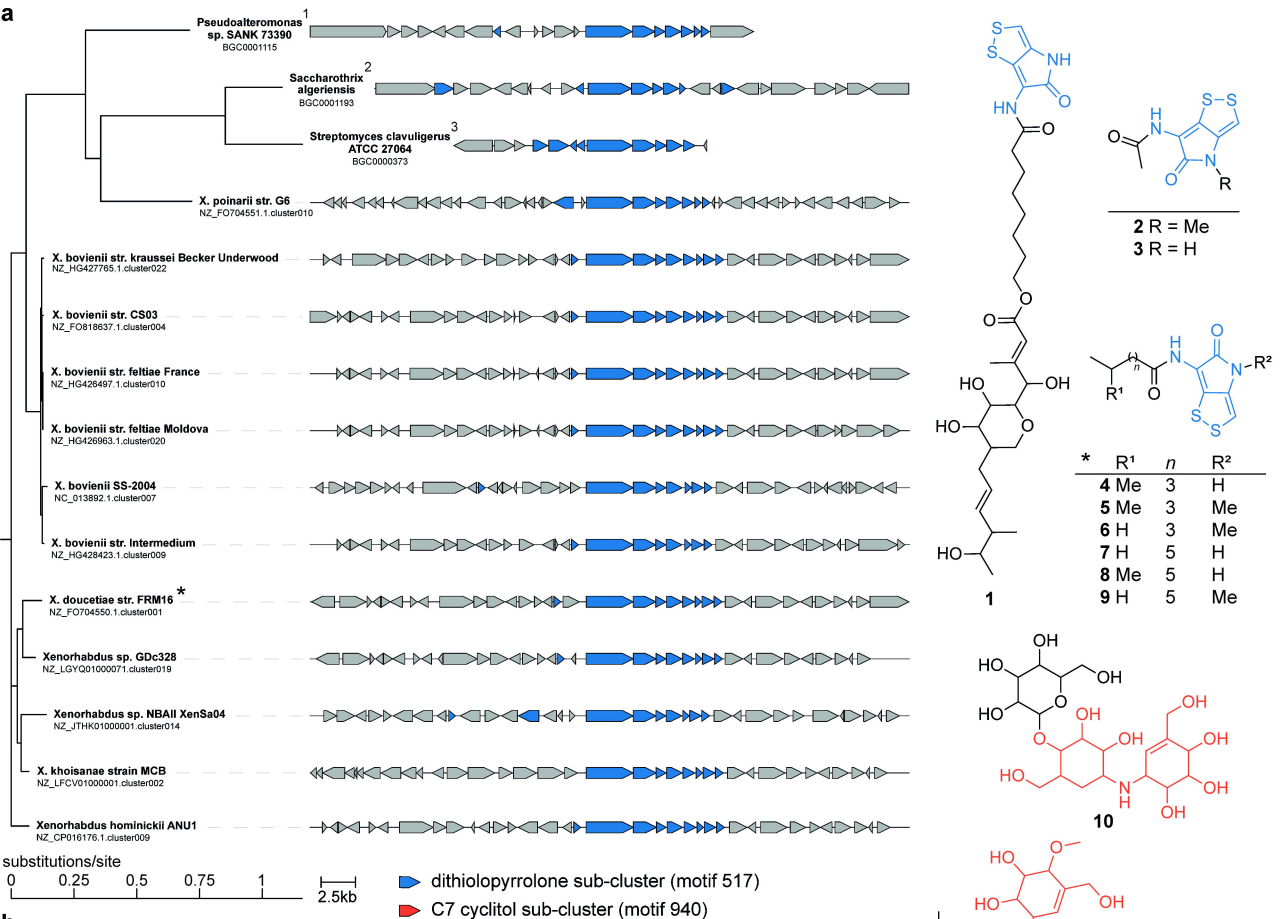 a
Pseudoalteromonas 1
sp. SANK 73390
BGC0001115
Saccharothrix 2
algeriensis
BGC0001193
Streptomyces clavuligerus 3
ATCC 27064
BGC0000373
X. poinarii str. G6
NZ_FO704551.1.cluster010
X. bovienii str. kraussei Becker Underwood
NZ_HG427765.1.cluster022
X. bovienii str. CS03
NZ_FO818637.1.cluster004
X. bovienii str. feltiae France
NZ_HG426497.1.cluster010
X. bovienii str. feltiae Moldova
NZ_HG426963.1.cluster020
X. bovienii SS-2004
NC_013892.1.cluster007
X. bovienii str. Intermedium
NZ_HG428423.1.cluster009
X. doucetiae str. FRM16 *
NZ_FO704550.1.cluster001
Xenorhabdus sp. GDc328
NZ_LGYQ01000071.cluster019
Xenorhabdus sp. NBAII XenSa04
NZ_JTHK01000001.cluster014
X. khoisanae strain MCB
NZ_LFCV01000001.cluster002
Xenorhabdus hominickii ANU1
NZ_CP016176.1.cluster009
substitutions/site
0 0.25 0.5 0.75 1
2.5kb
dithiolopyrrolone sub-cluster (motif 517)
C7 cyclitol sub-cluster (motif 940)
S
S
NH
O
HN
O
O
O
HO
OH
HO
O
HO
1
S S
H
N
O
O
N
R
2 R = Me
3 R = H
O
H
N
N R²
( ) n
R¹
O
S
S
* R¹ n R²
4 Me 3 H
5 Me 3 Me
6 H 3 Me
7 H 5 H
8 Me 5 H
9 H 5 Me
OH
HO
OH
O
HO
OH
OH
O
OH
OH
HO
N
H
OH
OH
10
O
HO
HO
OH